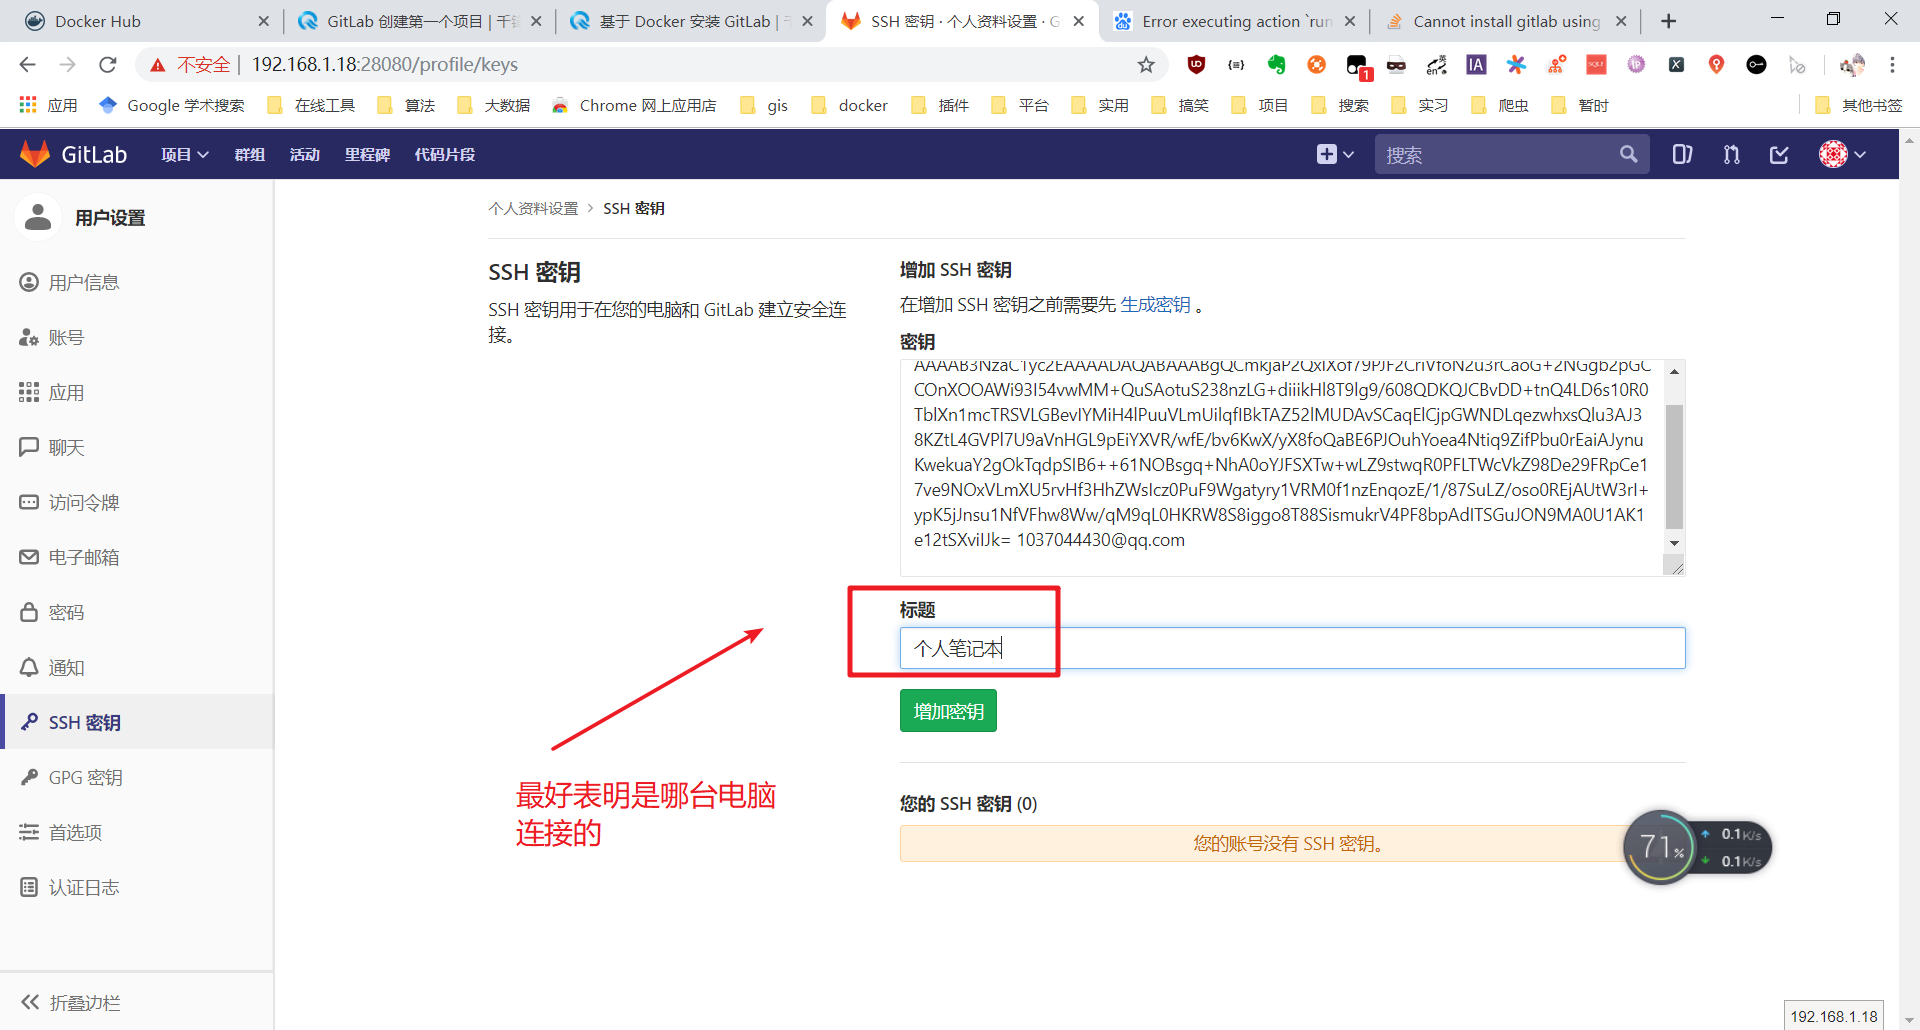 Docker Hub
GitLab 创建第一个项目 | 千锋
基于 Docker 安装 GitLab |
SSH 密钥 · 个人资料设置 · G
Error executing action `run
Cannot install gitlab using
不安全 | 192.168.1.18:28080/profile/keys
应用
Google 学术搜索
在线工具
算法
大数据
Chrome 网上应用店
gis
docker
插件
平台
实用
搞笑
项目
搜索
实习
爬虫
暂时
其他书签
GitLab
项目
群组
活动
里程碑
代码片段
搜索
用户设置
用户信息
账号
应用
聊天
访问令牌
电子邮箱
密码
通知
SSH 密钥
GPG 密钥
首选项
认证日志
折叠边栏
个人资料设置 > SSH 密钥
SSH 密钥
SSH 密钥用于在您的电脑和 GitLab 建立安全连
接。
增加 SSH 密钥
在增加 SSH 密钥之前需要先 生成密钥 。
密钥
AAAAB3NzaC1yc2EAAAADAQABAAABgQCmkjaP2QxlXof79PJF2CriVfoN2u3rCaoG+2NGgb2pGC
COnXOOAWi93I54vwMM+QuSAotuS238nzLG+diiikHl8T9lg9/608QDKQJCBvDD+tnQ4LD6s10R0
TblXn1mcTRSVLGBevIYMiH4lPuuVLmUilqfIBkTAZ52lMUDAvSCaqElCjpGWNDLqezwhxsQlu3AJ3
8KZtL4GVPl7U9aVnHGL9pEiYXVR/wfE/bv6KwX/yX8foQaBE6PJOuhYoea4Ntiq9ZifPbu0rEaiAJynu
KwekuaY2gOkTqdpSIB6++61NOBsgq+NhA0oYJFSXTw+wLZ9stwqR0PFLTWcVkZ98De29FRpCe1
7ve9NOxVLmXU5rvHf3HhZWsIcz0PuF9Wgatyry1VRM0f1nzEnqozE/1/87SuLZ/oso0REjAUtW3rI+
ypK5jJnsu1NfVFhw8Ww/qM9qL0HKRW8S8iggo8T88SismukrV4PF8bpAdITSGuJON9MA0U1AK1
e12tSXviIJk= 1037044430@qq.com
标题
个人笔记本
增加密钥
最好表明是哪台电脑
连接的
您的 SSH 密钥 (0)
您的账号没有 SSH 密钥。
71%
0.1K/s
0.1K/s
192.168.1.18